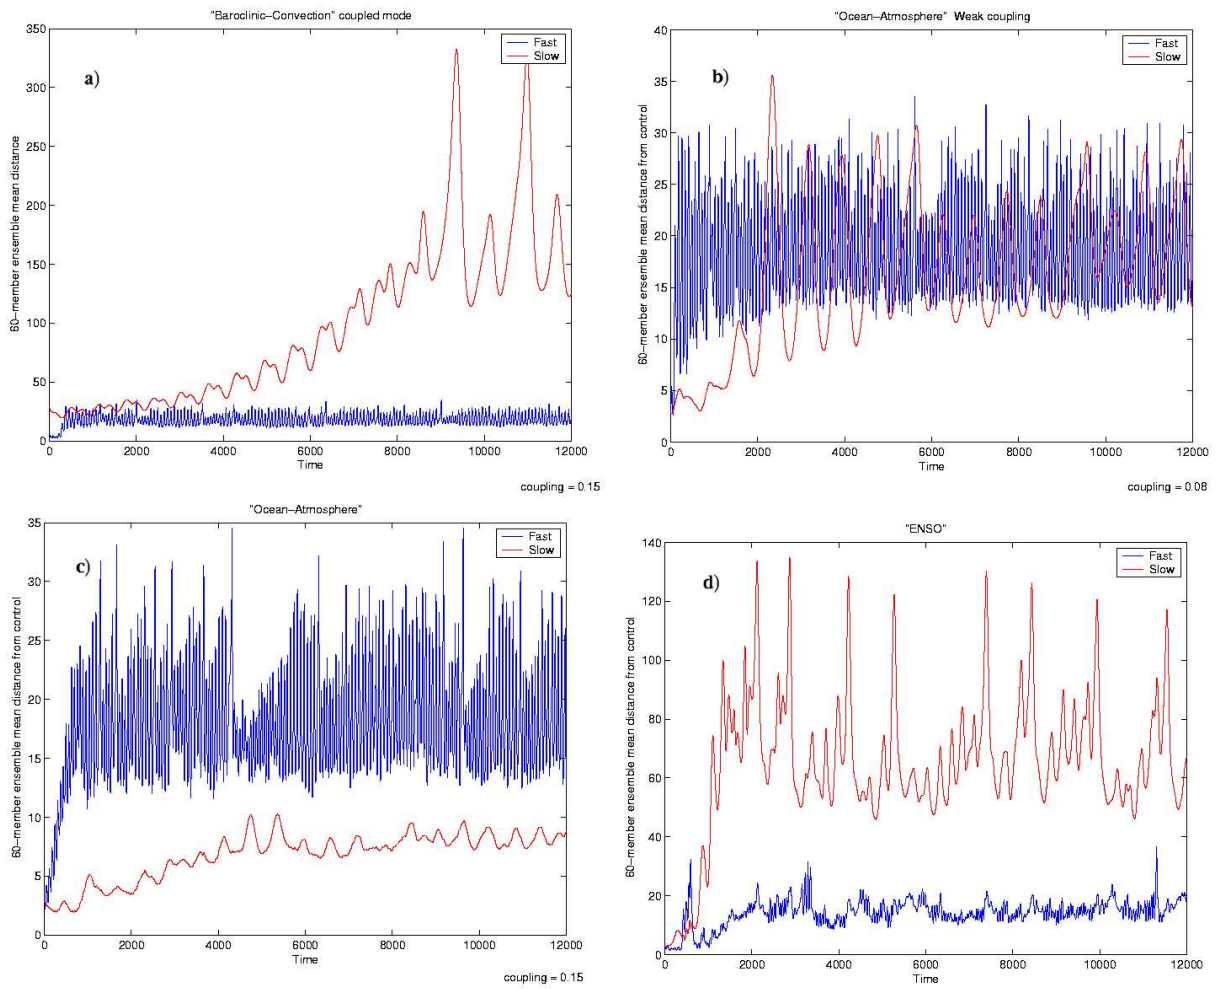 "Baroclinic-Convection" coupled mode
350
300
250
200
150
100
50
0
60-member ensemble mean distance
a)
Fast
Slow
0 2000 4000 6000 8000 10000 12000
Time
coupling = 0.15
"Ocean-Atmosphere" Weak coupling
40
35
30
25
20
15
10
5
0
60-member ensemble mean distance from control
b)
Fast
Slow
0 2000 4000 6000 8000 10000 12000
Time
coupling = 0.08
"Ocean-Atmosphere"
35
30
25
20
15
10
5
0
60-member ensemble mean distance from control
c)
Fast
Slow
0 2000 4000 6000 8000 10000 12000
Time
coupling = 0.15
"ENSO"
140
120
100
80
60
40
20
0
60-member ensemble mean distance from control
d)
Fast
Slow
0 2000 4000 6000 8000 10000 12000
Time